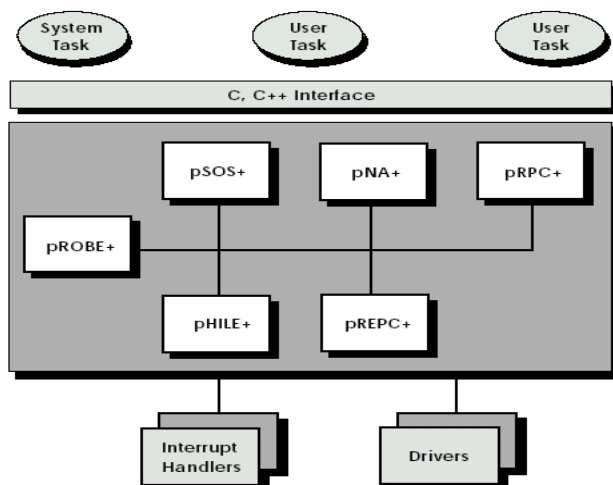 System
Task
User
Task
User
Task
C, C++ Interface
pSOS+
pNA+
pRPC+
pROBE+
pHILE+
pREPC+
Interrupt
Handlers
Drivers